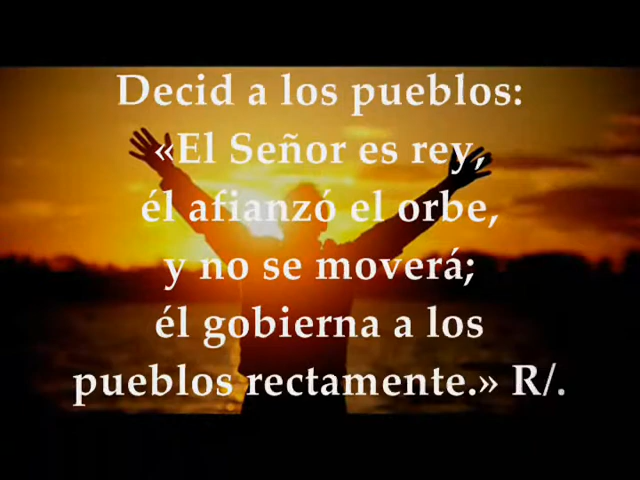 Decid a los pueblos:
«El Señor es rey,
él afianzó el orbe,
y no se moverá;
él gobierna a los
pueblos rectamente.» R/.